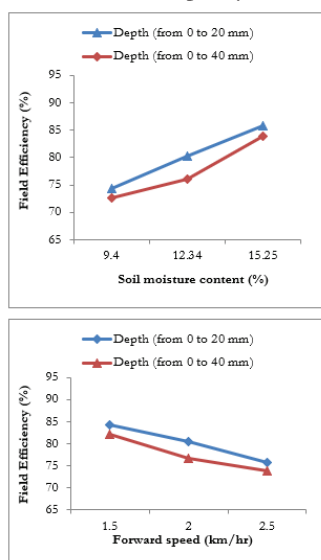 Depth (from 0 to 20 mm)
Depth (from 0 to 40 mm)
Field Efficiency (%)
95
90
85
80
75
70
65
9.4 12.34 15.25
Soil moisture content (%)
Depth (from 0 to 20 mm)
Depth (from 0 to 40 mm)
Field Efficiency (%)
95
90
85
80
75
70
65
1.5 2 2.5
Forward speed (km/hr)